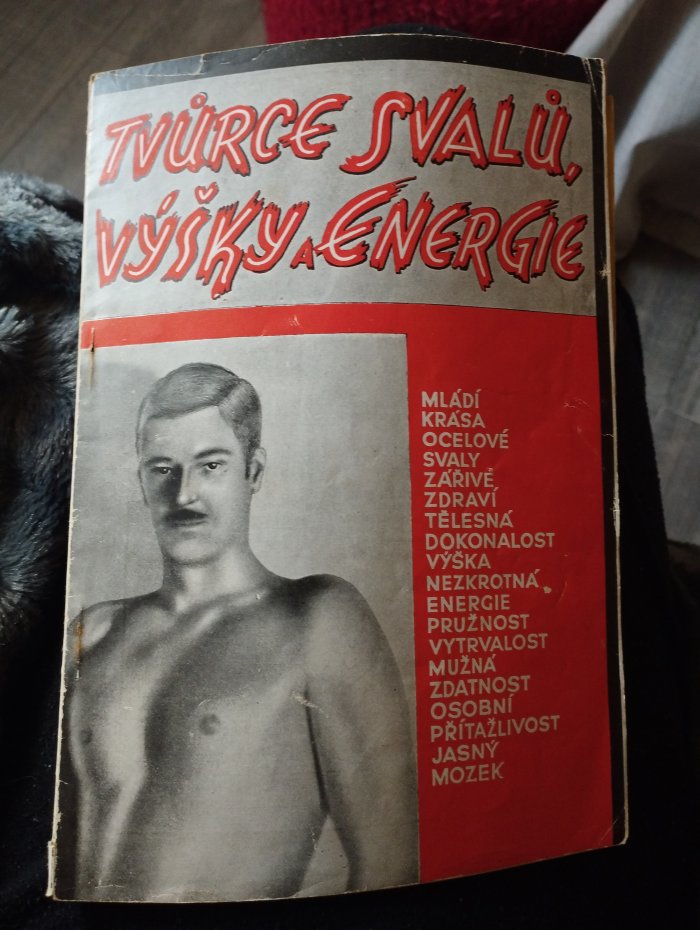 TVŮRCE SVALŮ,
VÝŠKY A ENERGIE
MLÁDÍ
KRÁSA
OCELOVÉ
SVALY
ZÁŘIVÉ
ZDRAVÍ
TĚLESNÁ
DOKONALOST
VÝŠKA
NEZKROTNÁ
ENERGIE
PRUŽNOST
VYTRVALOST
MUŽNÁ
ZDATNOST
OSOBNÍ
PŘÍTAŽLIVOST
JASNÝ
MOZEK